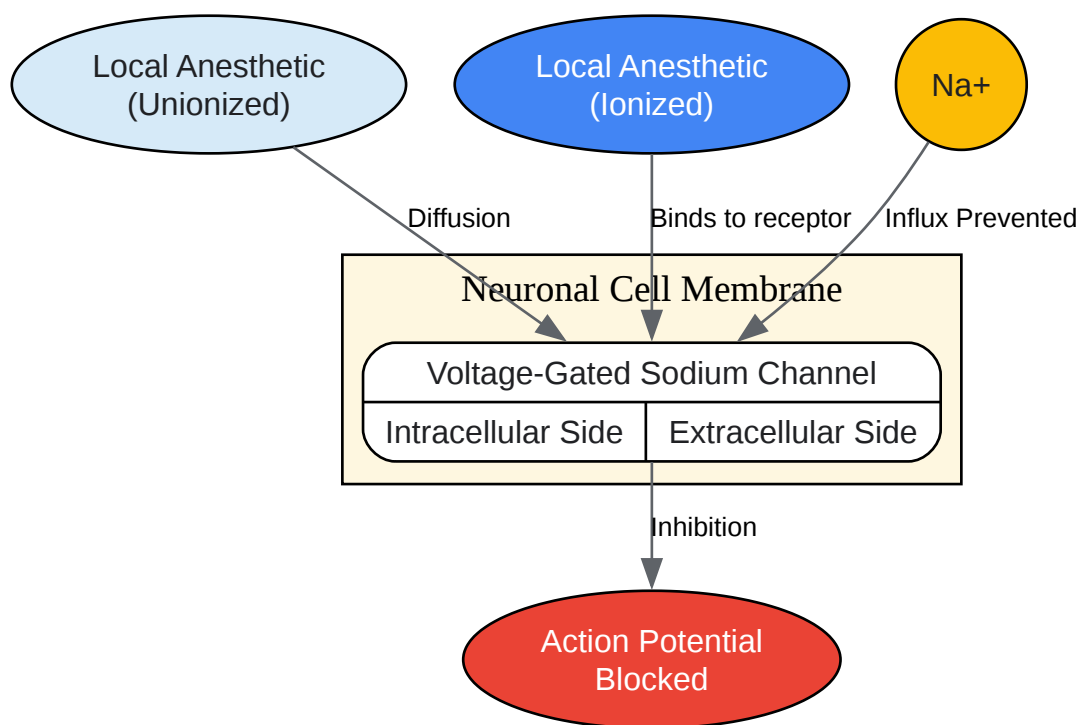 Local Anesthetic
(Unionized)
Local Anesthetic
(Ionized)
Na+
Diffusion
Binds to receptor
Influx Prevented
Neuronal Cell Membrane
Voltage-Gated Sodium Channel
Intracellular Side
Extracellular Side
Inhibition
Action Potential
Blocked